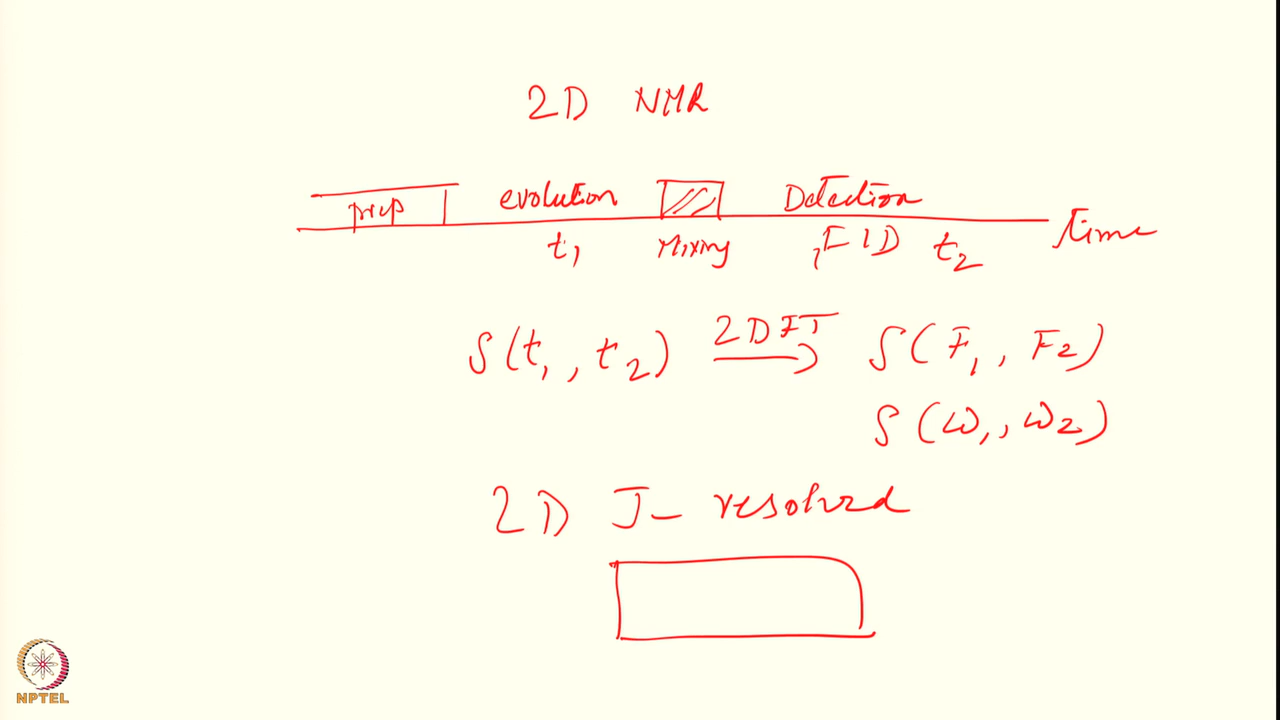 2D NMR
prep evolution Detection
t₁ Mixing , FID t₂ time
S(t₁, t₂) 2DFT S(F₁, F₂)
S(ω₁, ω₂)
2D J- resolved
NPTEL